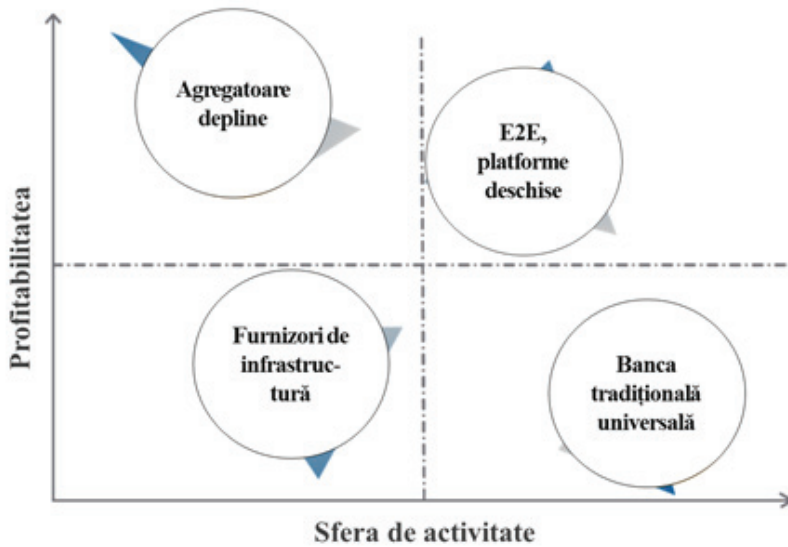 Agregatoare
depline
E2E,
platforme
deschise
Furnizori de
infrastruc-
tură
Banca
tradițională
universală
Profitabilitatea
Sfera de activitate